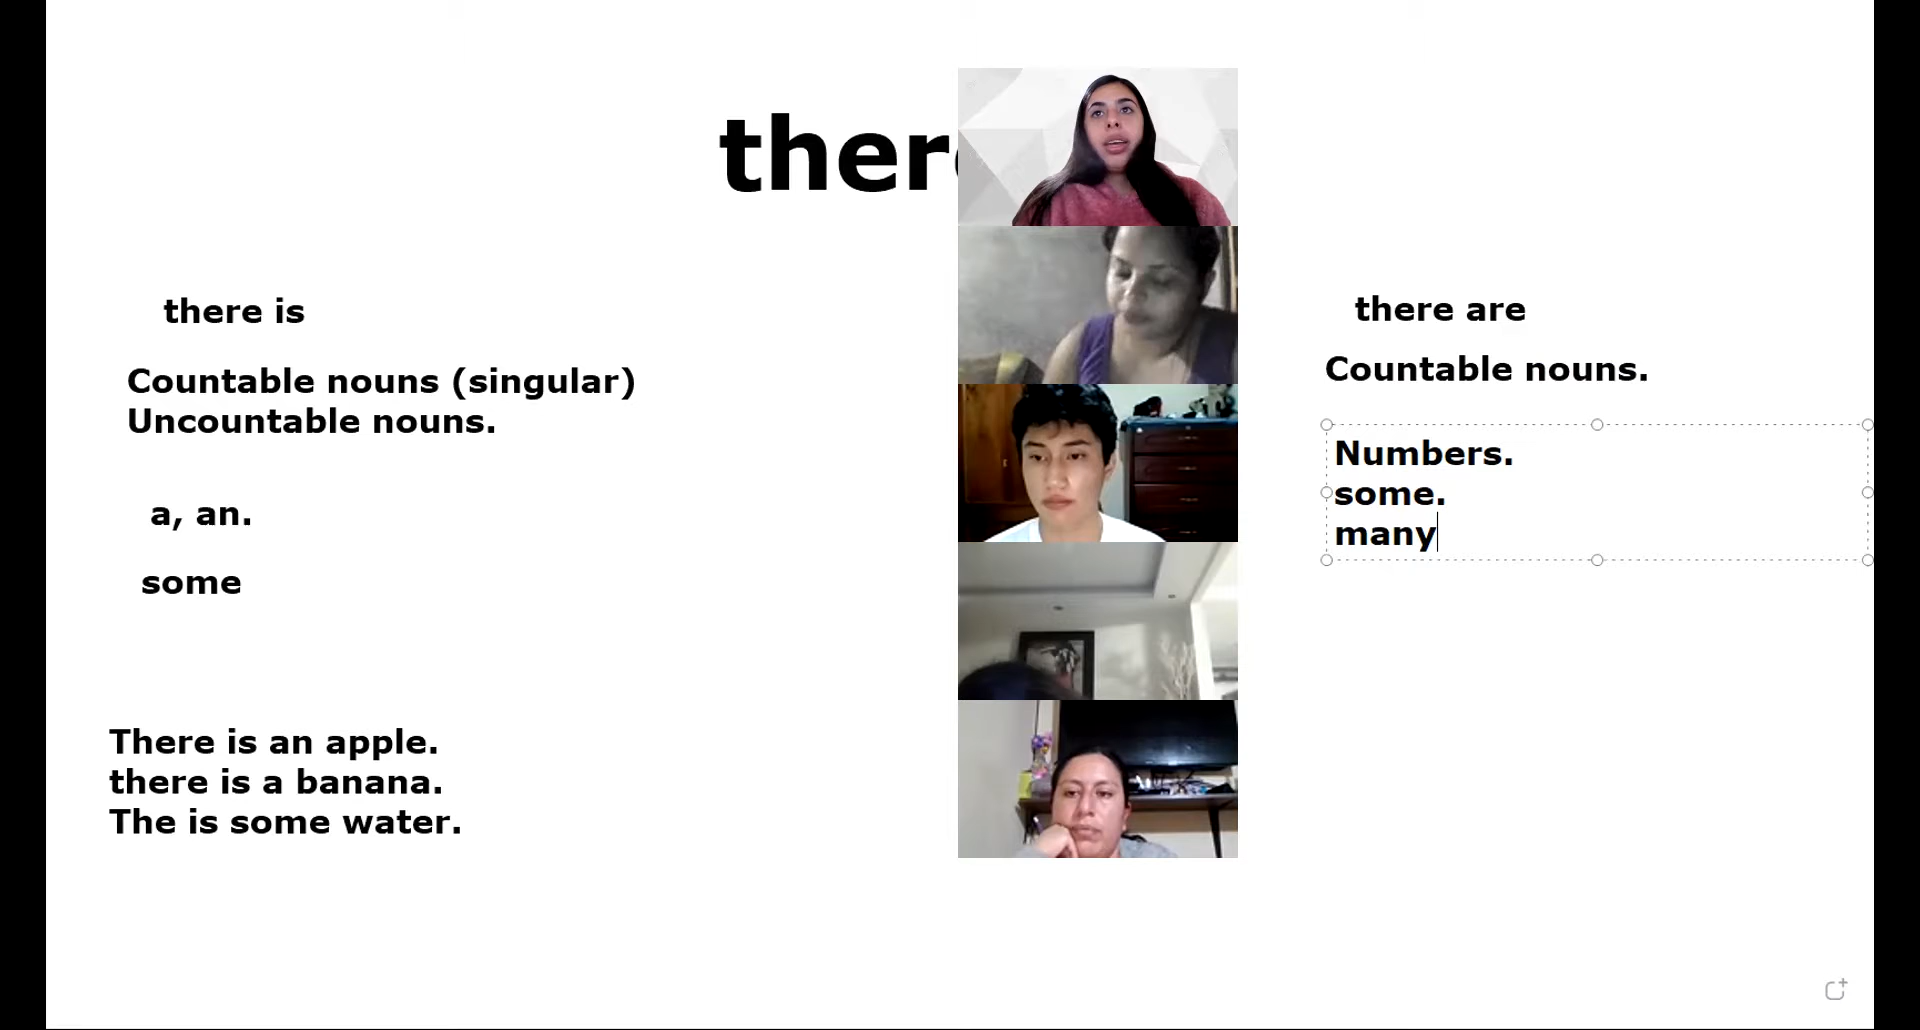 there is
Countable nouns (singular)
Uncountable nouns.
a, an.
some
There is an apple.
there is a banana.
The is some water.
there are
Countable nouns.
Numbers.
some.
many